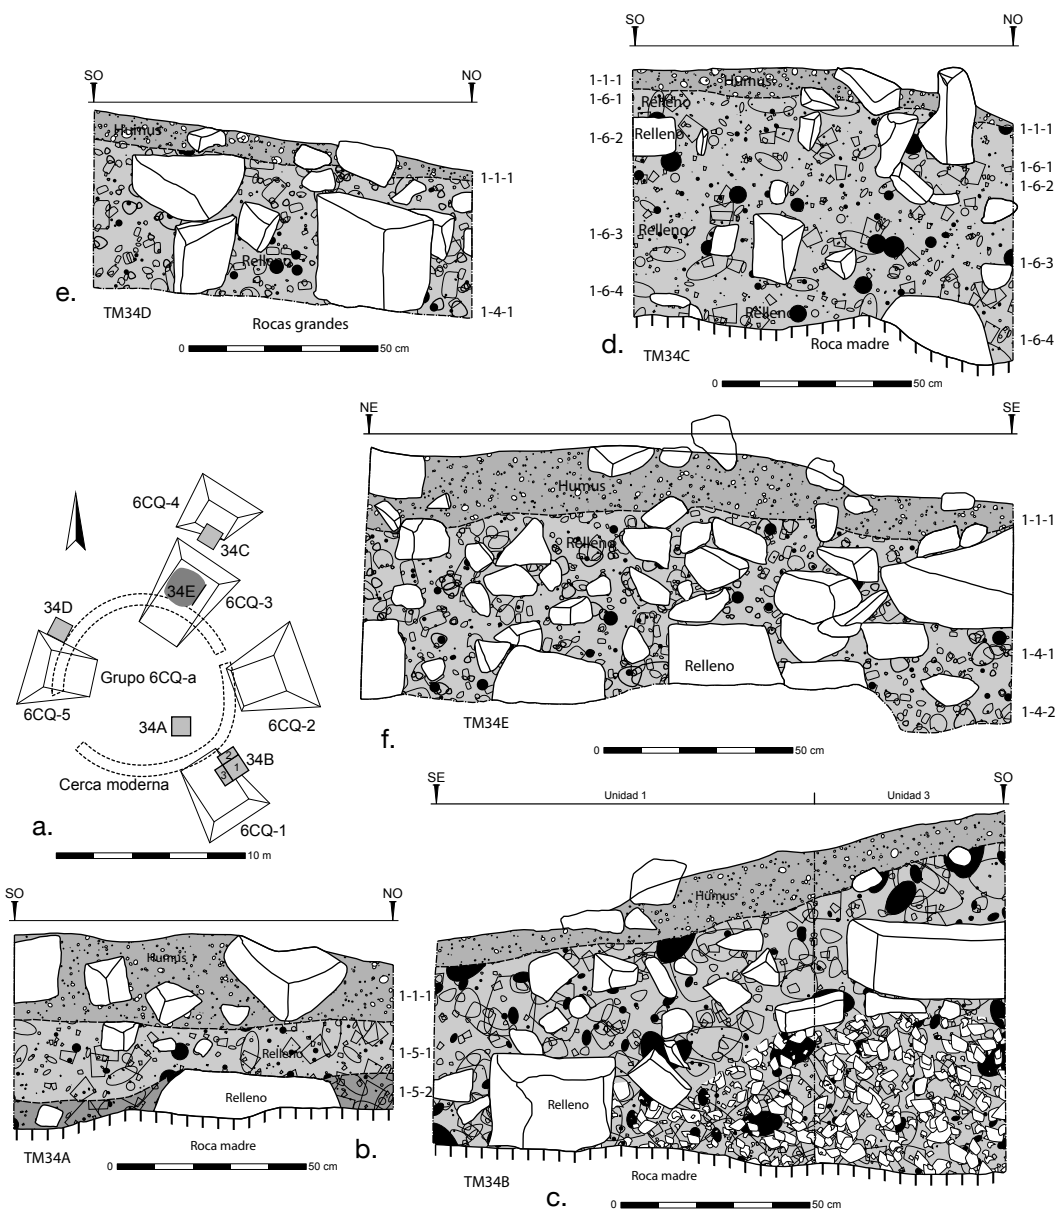 SO NO
Humus
1-1-1
Relleno
1-4-1
e.
TM34D
Rocas grandes
0 50 cm
SO NO
1-1-1 Humus
1-6-1 Relleno
1-6-2 Relleno
1-1-1
1-6-1
1-6-2
1-6-3 Relleno
1-6-3
1-6-4
Relleno
1-6-4
d.
TM34C
Roca madre
0 50 cm
NE SE
Humus
1-1-1
Relleno
Relleno
1-4-1
1-4-2
TM34E
f.
0 50 cm
6CQ-4
34C
34E
6CQ-3
34D
Grupo 6CQ-a
6CQ-5
6CQ-2
34A
34B
2
1
3
Cerca moderna
6CQ-1
a.
10 m
SO NO
Humus
1-1-1
Relleno
1-5-1
1-5-2
Relleno
Roca madre
TM34A
b.
0 50 cm
SE SO
Unidad 1 Unidad 3
Humus
Relleno
TM34B
Roca madre
c.
0 50 cm